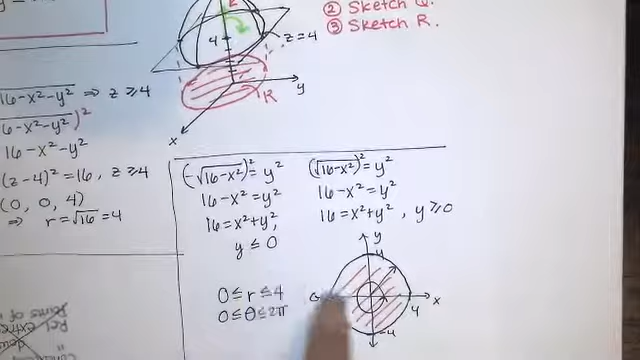 ② Sketch Q.
③ Sketch R.
4
z=4
R
y
x
16-x²-y² ⇒ z≥4
16-x²-y²)²
16-x²-y²
(z-4)²=16, z≥4
(0, 0, 4)
⇒ r=√16=4
(-√16-x²)²=y²
16-x²=y²
16=x²+y²,
y≤0
(√16-x²)²=y²
16-x²=y²
16=x²+y², y≥0
0≤r≤4
0≤θ≤2π
y
4
x
4
-4